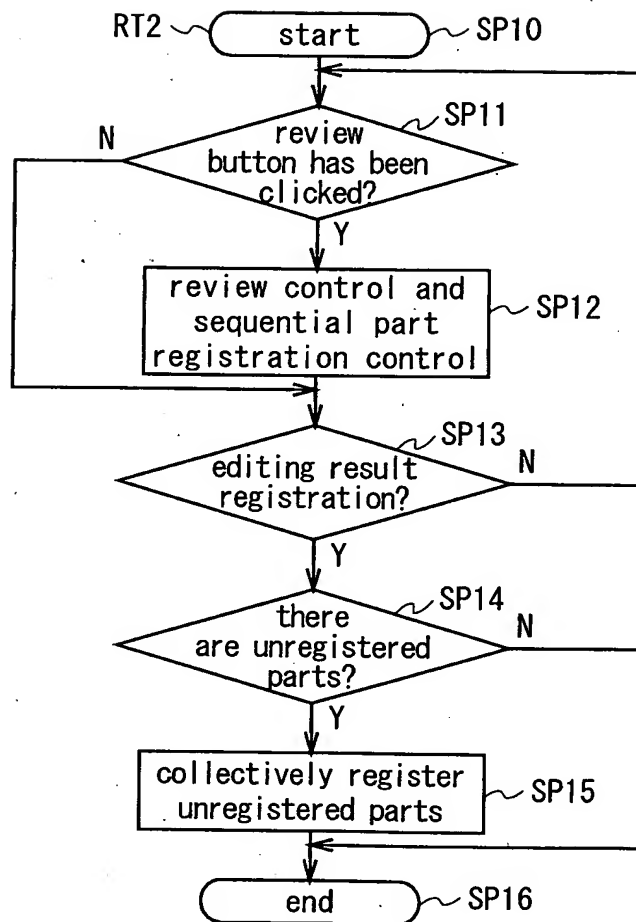 RT2 start SP10
SP11
N
review
button has been
clicked?
Y
review control and
sequential part
registration control
SP12
SP13
editing result
registration?
N
Y
SP14
there
are unregistered
parts?
N
Y
collectively register
unregistered parts
SP15
end SP16